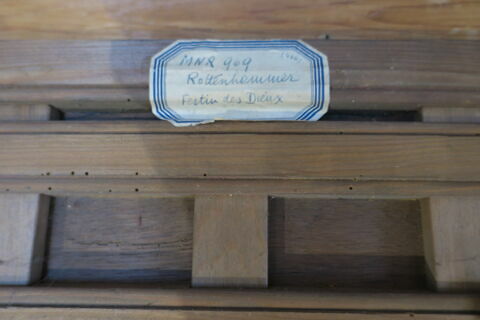 MNR 909
Rottenhammer
Festin des Dieux